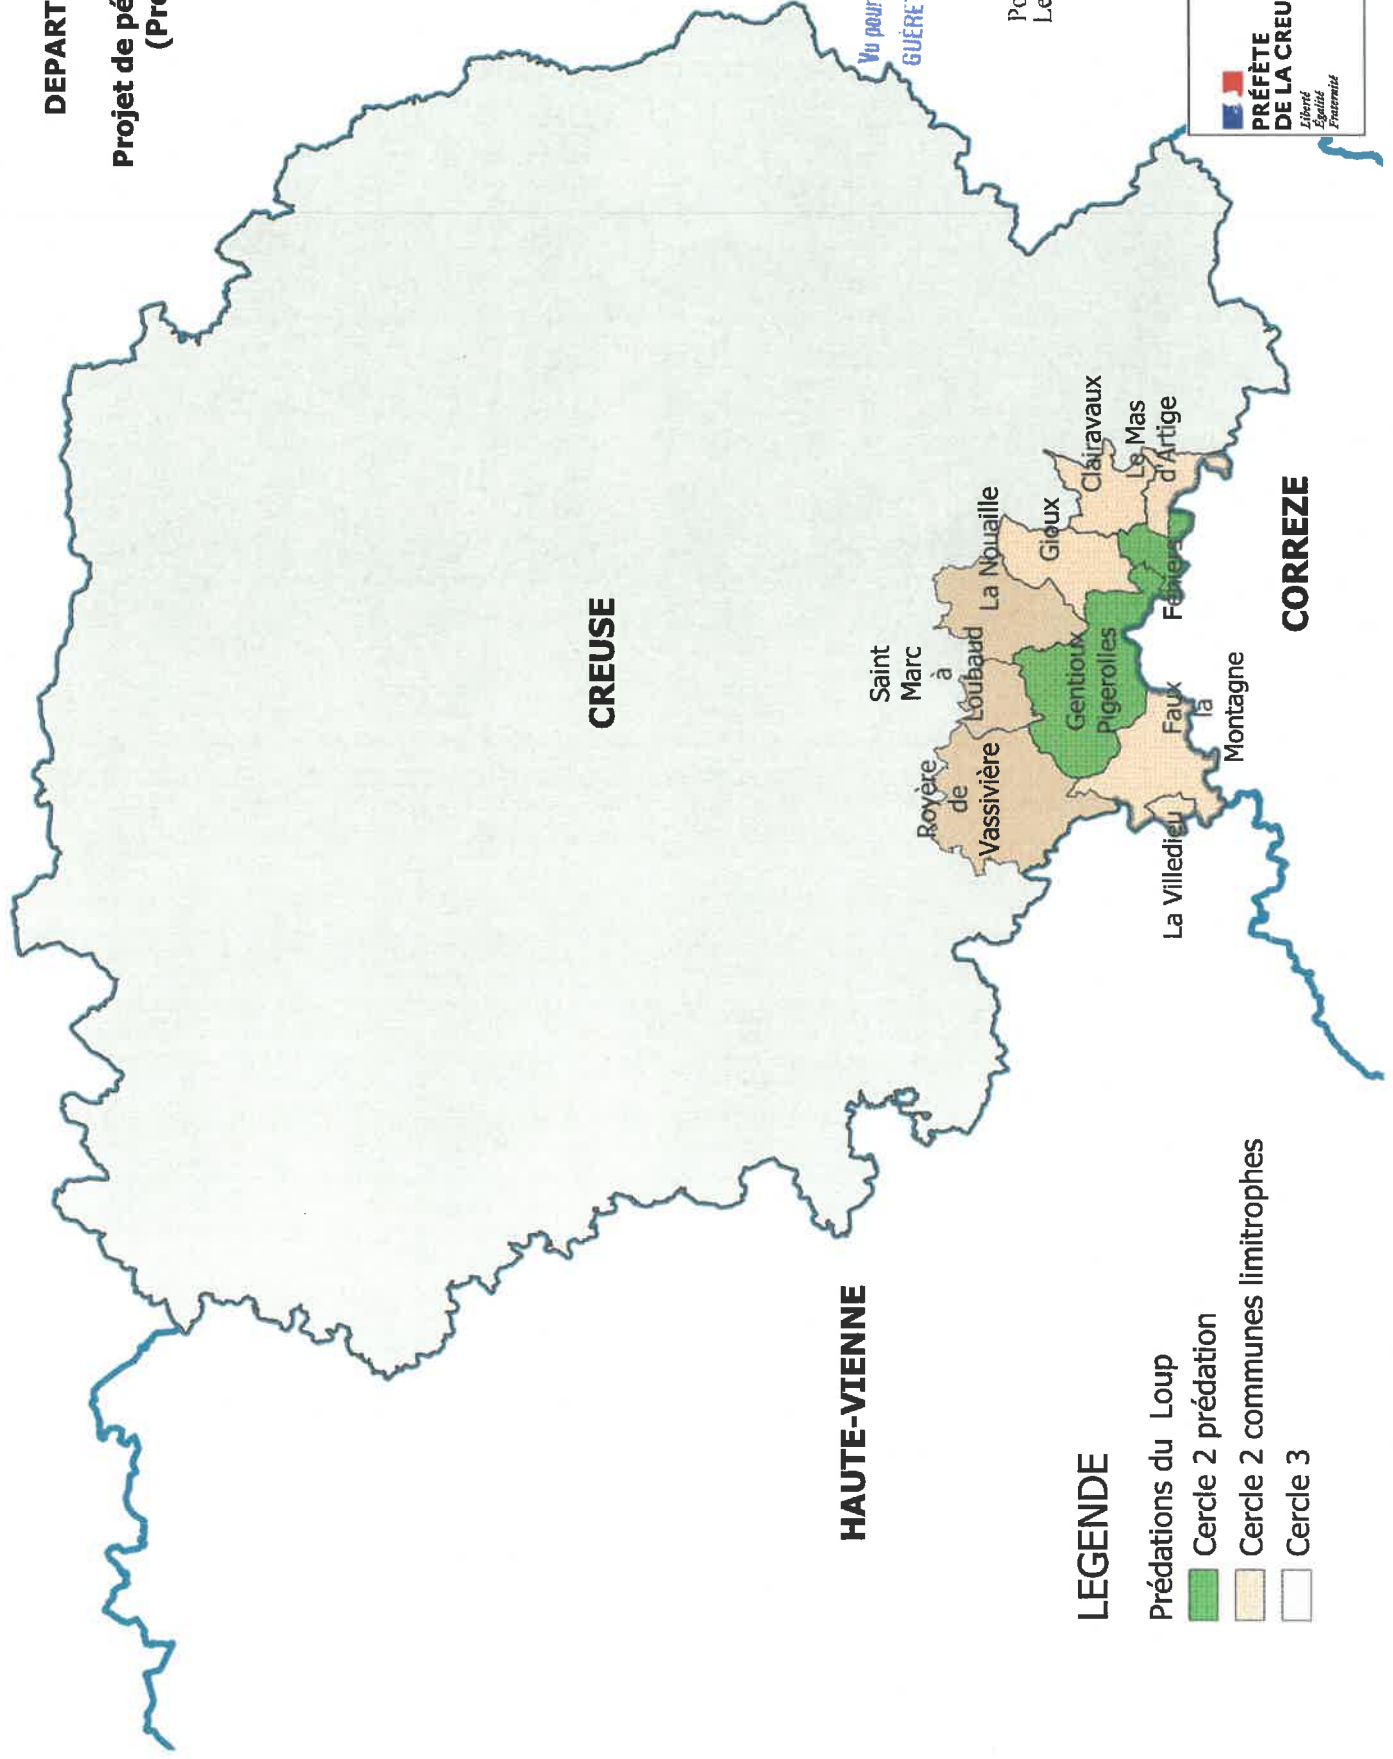 DEPART
Projet de pé
(Pro
Vu pour
GUÉRET
Po
Le
PRÉFÈTE
DE LA CREU
Liberté
Égalité
Fraternité
CREUSE
Saint
Marc
à
Loubaud
La Nouaille
Royère
de
Vassivière
Gioux
Clairavaux
Le Mas
d'Artige
Gentioux
Pigerolles
Féniers
Faux
la
Montagne
La Villedieu
CORREZE
HAUTE-VIENNE
LEGENDE
Prédations du Loup
Cercle 2 prédation
Cercle 2 communes limitrophes
Cercle 3